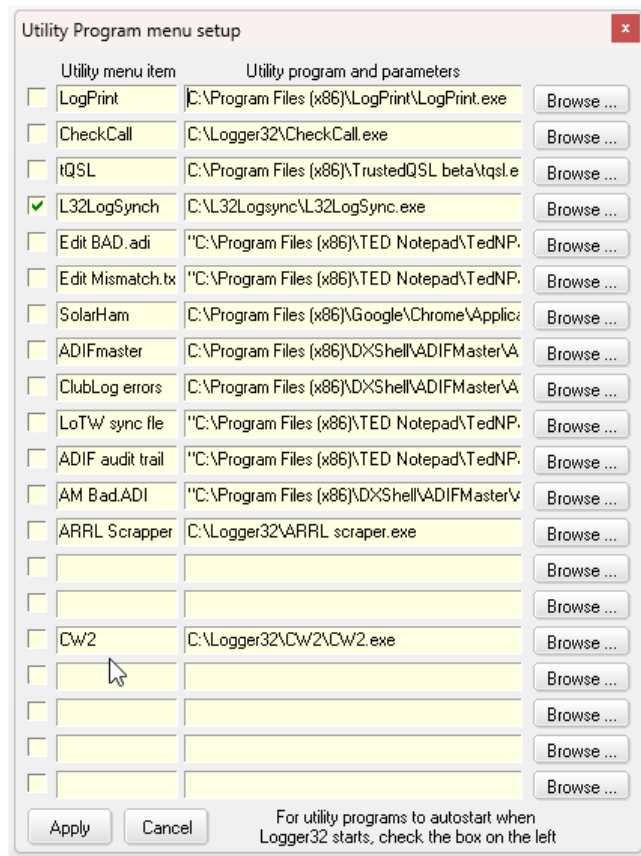 Utility Program menu setup
x
Utility menu item Utility program and parameters
LogPrint C:\Program Files (x86)\LogPrint\LogPrint.exe Browse ...
CheckCall C:\Logger32\CheckCall.exe Browse ...
tQSL C:\Program Files (x86)\TrustedQSL beta\tqsl.e Browse ...
L32LogSynch C:\L32Logsync\L32LogSync.exe Browse ...
Edit BAD.adi "C:\Program Files (x86)\TED Notepad\TedNP. Browse ...
Edit Mismatch.tx "C:\Program Files (x86)\TED Notepad\TedNP. Browse ...
SolarHam C:\Program Files (x86)\Google\Chrome\Applica Browse ...
ADIFmaster C:\Program Files (x86)\DXShell\ADIFMaster\A Browse ...
ClubLog errors C:\Program Files (x86)\DXShell\ADIFMaster\A Browse ...
LoTW sync fle "C:\Program Files (x86)\TED Notepad\TedNP. Browse ...
ADIF audit trail "C:\Program Files (x86)\TED Notepad\TedNP. Browse ...
AM Bad.ADI "C:\Program Files (x86)\DXShell\ADIFMaster\A Browse ...
ARRL Scrapper C:\Logger32\ARRL scraper.exe Browse ...
Browse ...
Browse ...
CW2 C:\Logger32\CW2\CW2.exe Browse ...
Browse ...
Browse ...
Browse ...
Browse ...
Apply Cancel For utility programs to autostart when
Logger32 starts, check the box on the left